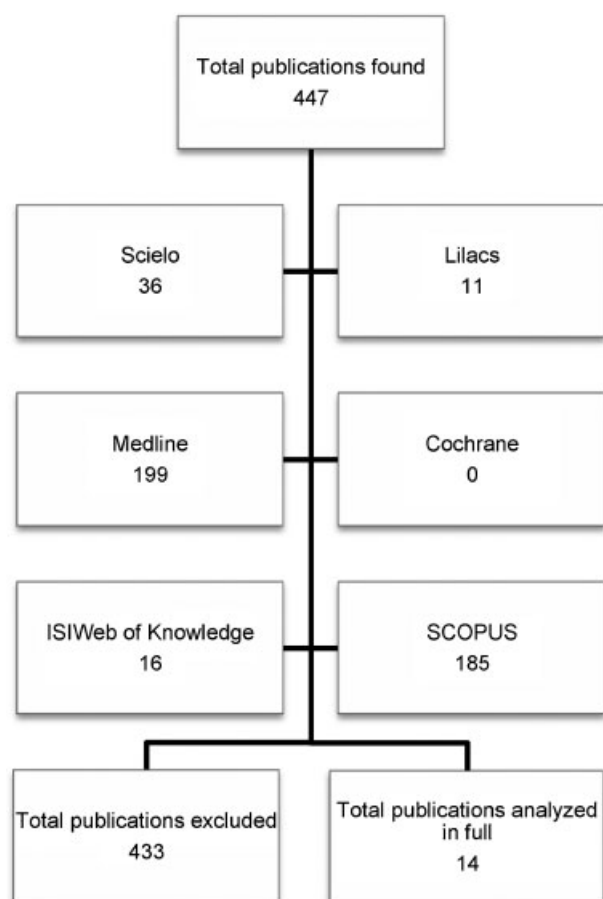 Total publications found
447
Scielo
36
Lilacs
11
Medline
199
Cochrane
0
ISIWeb of Knowledge
16
SCOPUS
185
Total publications excluded
433
Total publications analyzed
in full
14